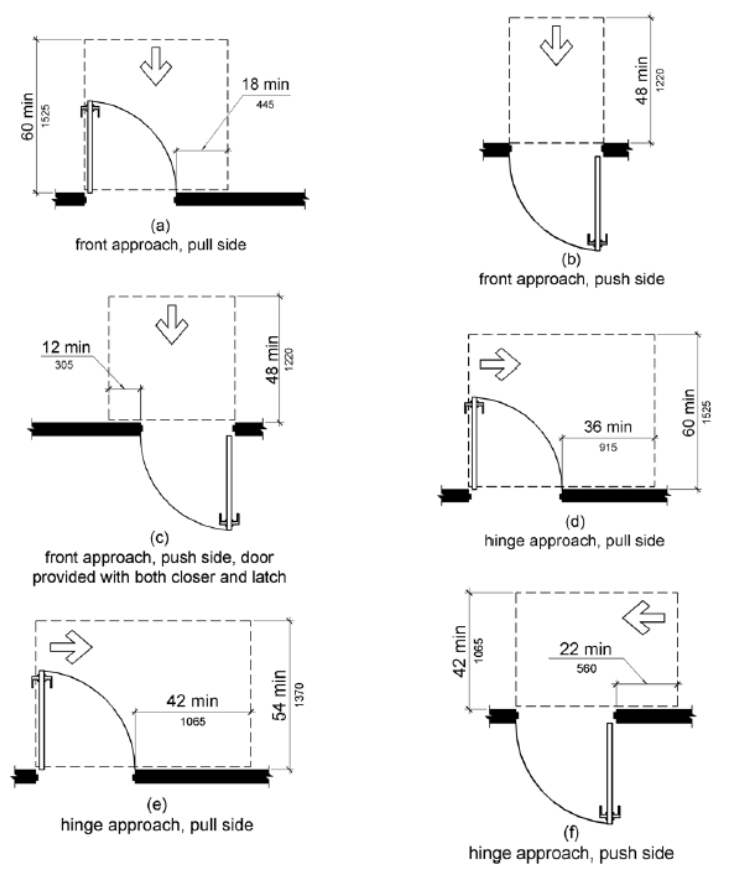 60 min
1525
18 min
445
(a)
front approach, pull side
48 min
1220
(b)
front approach, push side
12 min
305
48 min
1220
(c)
front approach, push side, door
provided with both closer and latch
36 min
915
60 min
1525
(d)
hinge approach, pull side
42 min
1065
54 min
1370
(e)
hinge approach, pull side
42 min
1065
22 min
560
(f)
hinge approach, push side